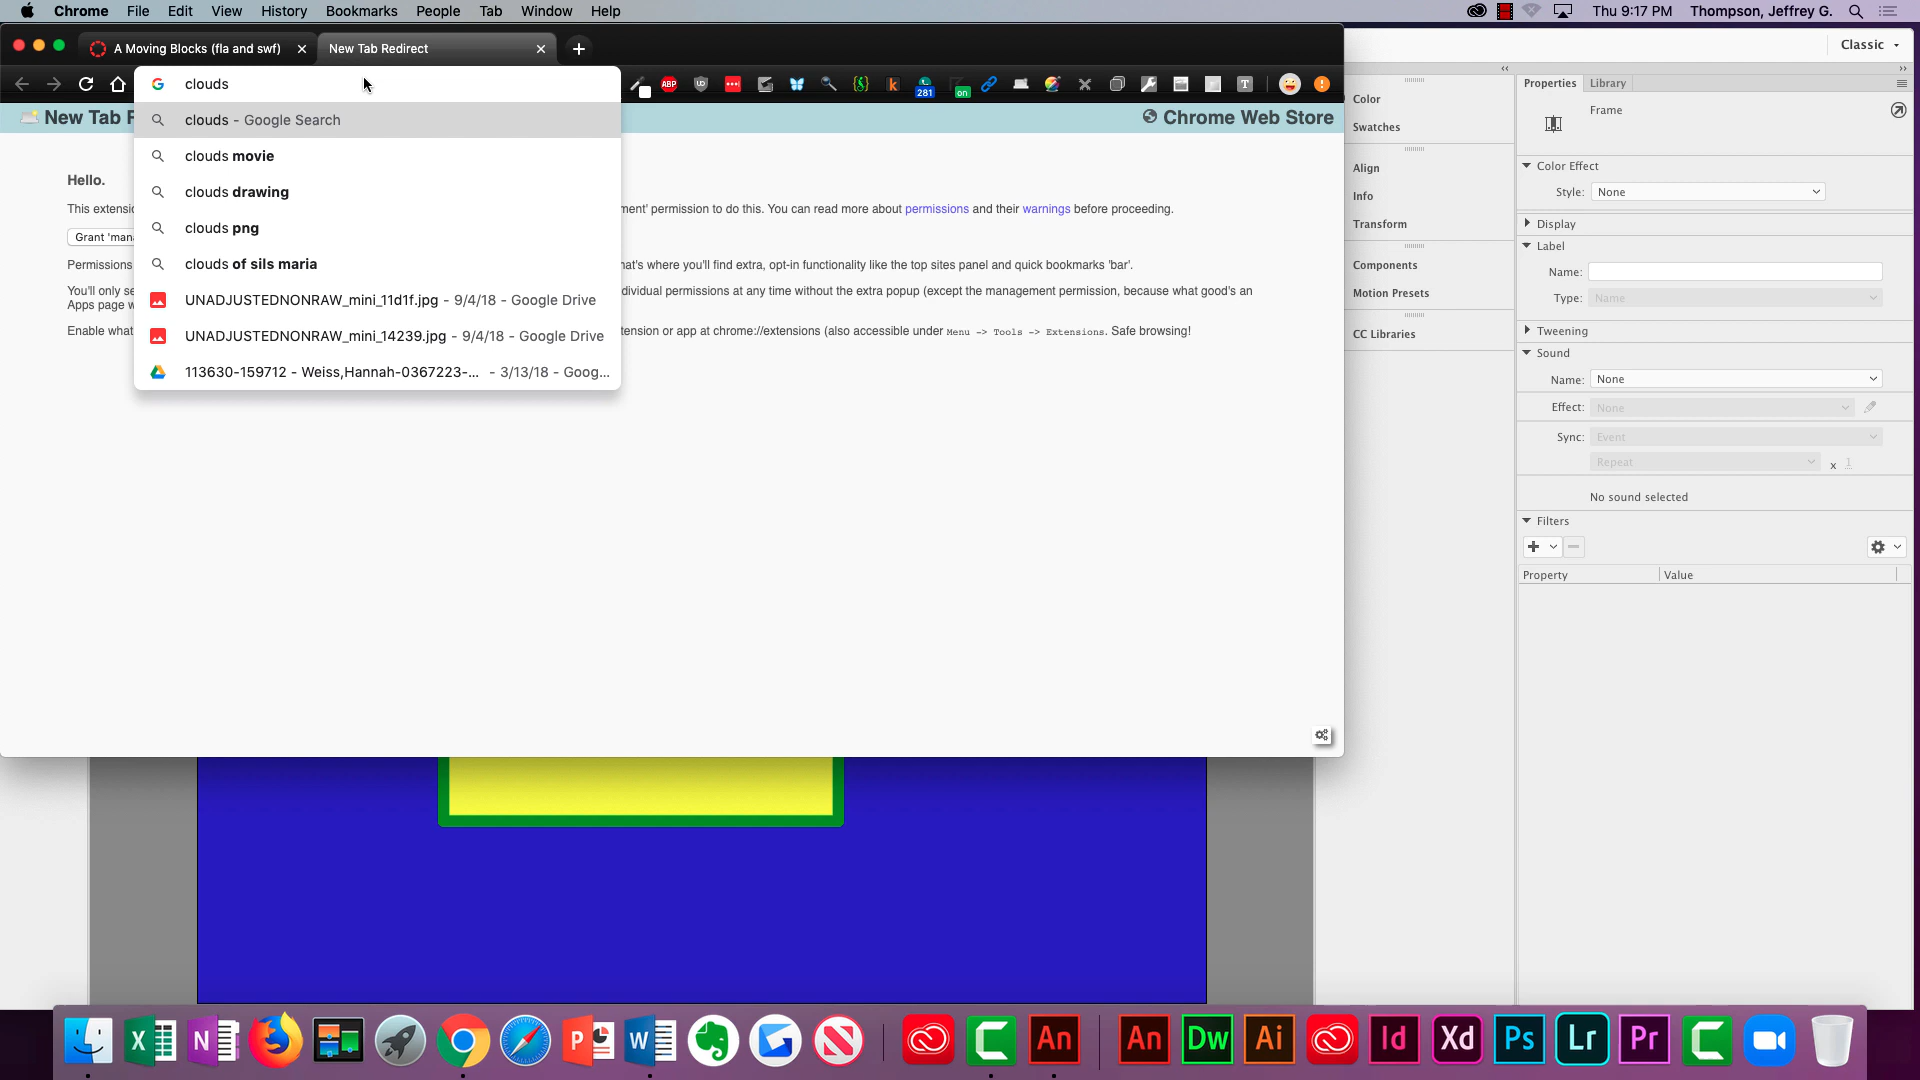 Chrome File Edit View History Bookmarks People Tab Window Help Thu 9:17 PM Thompson, Jeffrey G.
A Moving Blocks (fla and swf) New Tab Redirect
Classic
clouds
281 on
clouds - Google Search
clouds movie
clouds drawing
clouds png
clouds of sils maria
UNADJUSTEDNONRAW_mini_11d1f.jpg - 9/4/18 - Google Drive
UNADJUSTEDNONRAW_mini_14239.jpg - 9/4/18 - Google Drive
113630-159712 - Weiss,Hannah-0367223-... - 3/13/18 - Goog...
New Tab
Chrome Web Store
Hello.
This extensi
ment' permission to do this. You can read more about permissions and their warnings before proceeding.
Grant 'man
Permissions
hat's where you'll find extra, opt-in functionality like the top sites panel and quick bookmarks 'bar'.
You'll only se
dividual permissions at any time without the extra popup (except the management permission, because what good's an
Apps page w
Enable what
tension or app at chrome://extensions (also accessible under Menu -> Tools -> Extensions. Safe browsing!
Color
Swatches
Align
Info
Transform
Components
Motion Presets
CC Libraries
Properties Library
Frame
Color Effect
Style: None
Display
Label
Name:
Type: Name
Tweening
Sound
Name: None
Effect: None
Sync: Event
Repeat x 1
No sound selected
Filters
Property Value
An An Dw Ai Id Xd Ps Lr Pr